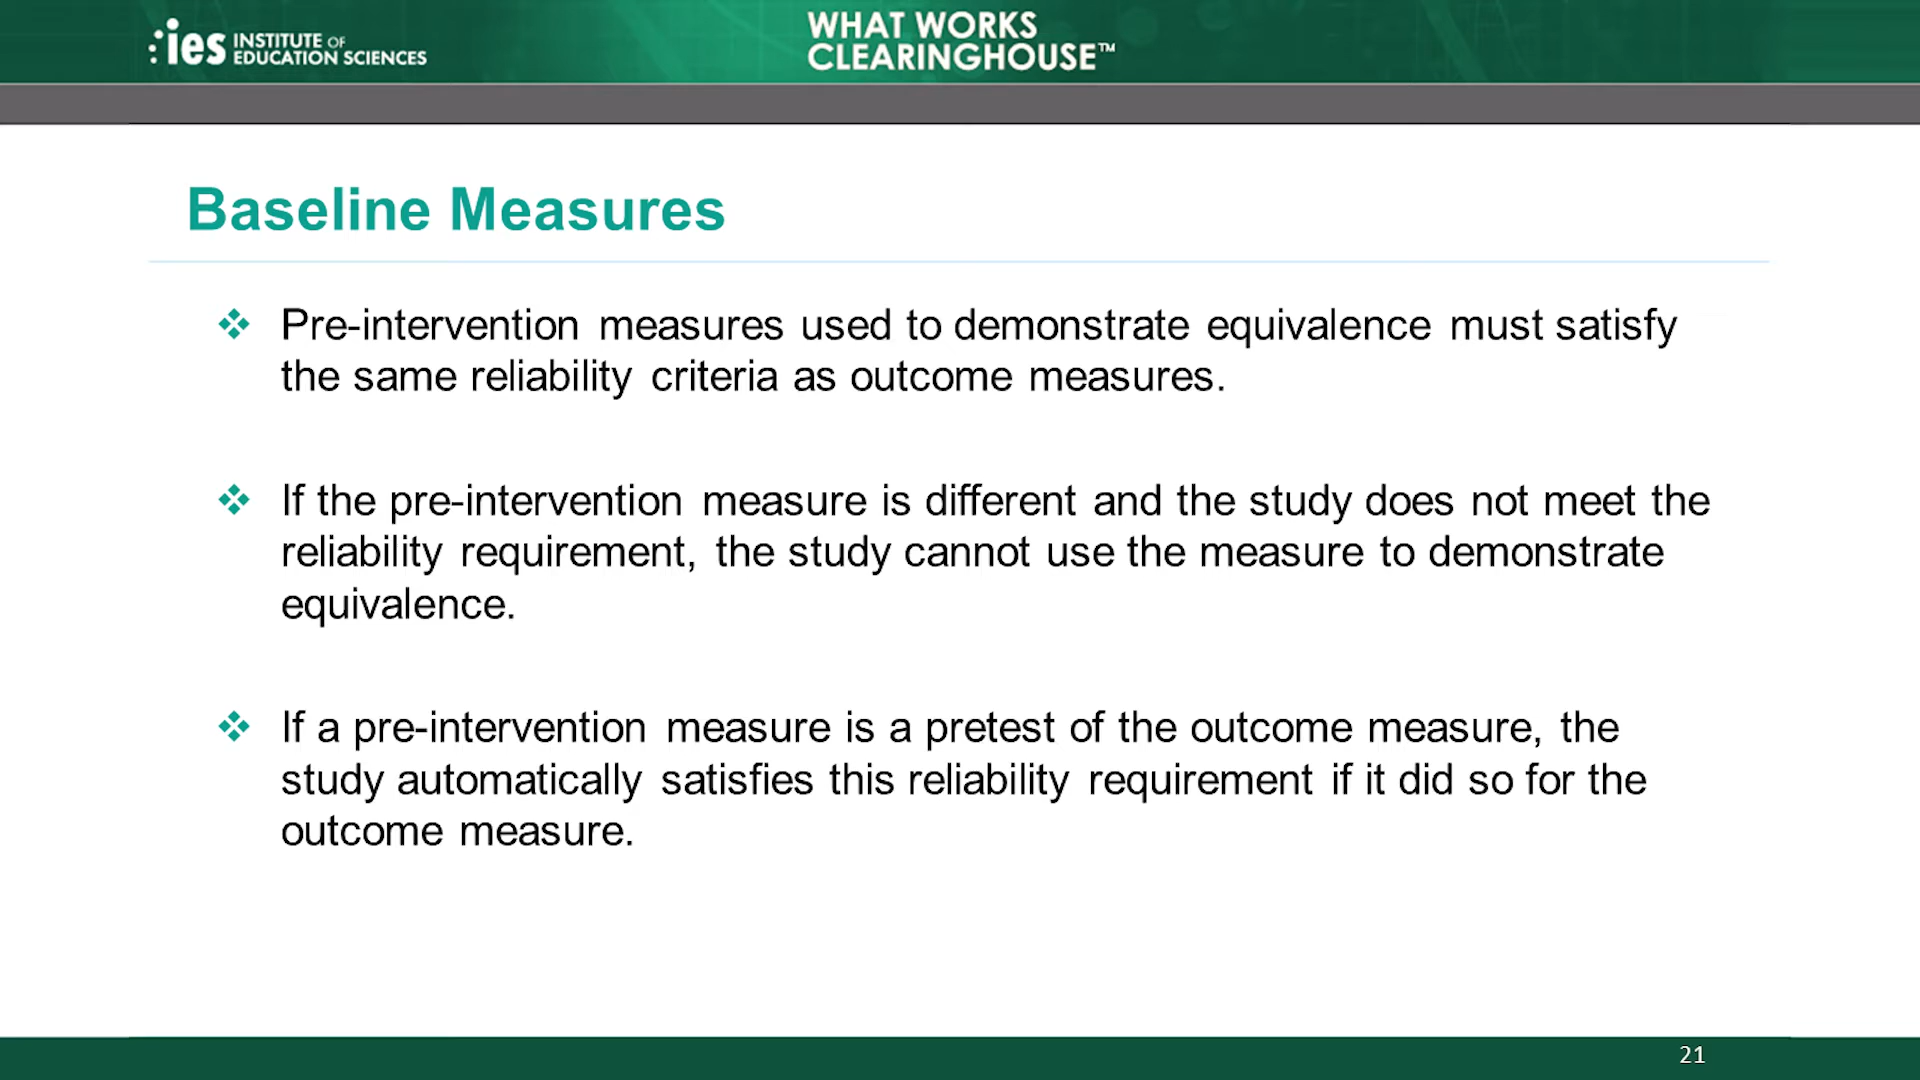 ies INSTITUTE OF
EDUCATION SCIENCES
WHAT WORKS
CLEARINGHOUSE™
Baseline Measures
Pre-intervention measures used to demonstrate equivalence must satisfy
the same reliability criteria as outcome measures.
If the pre-intervention measure is different and the study does not meet the
reliability requirement, the study cannot use the measure to demonstrate
equivalence.
If a pre-intervention measure is a pretest of the outcome measure, the
study automatically satisfies this reliability requirement if it did so for the
outcome measure.
21